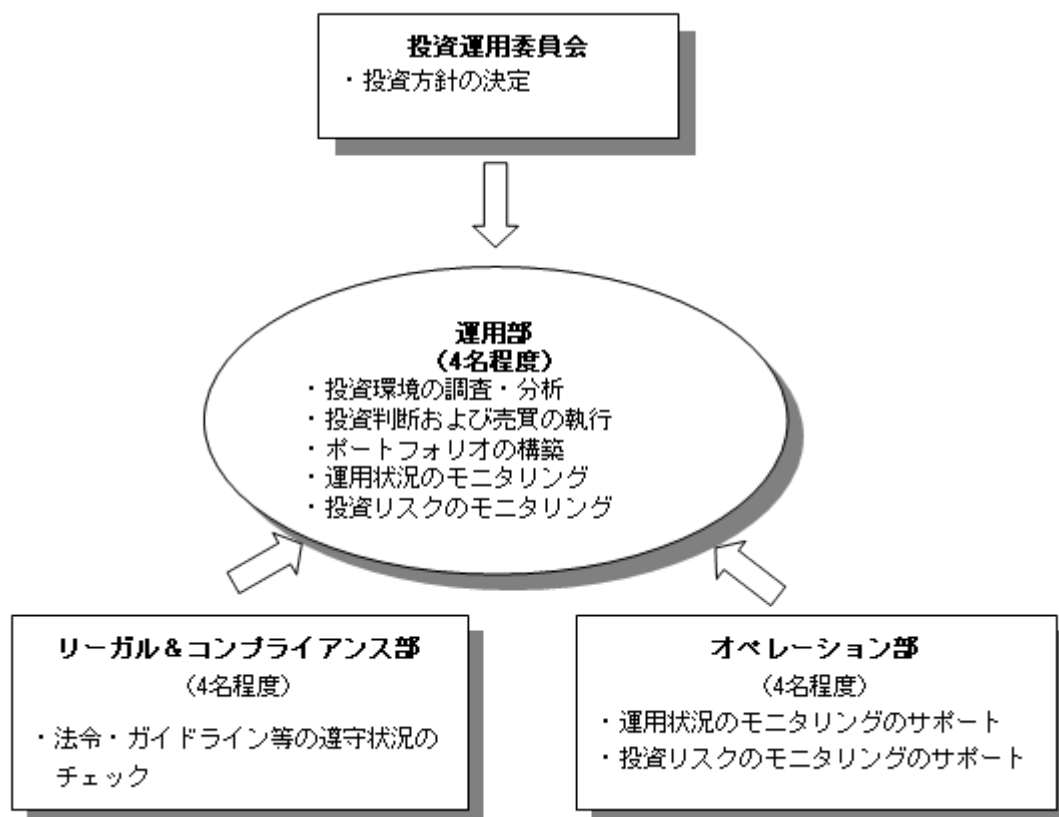 投資運用委員会
・投資方針の決定
運用部
(4名程度)
・投資環境の調査・分析
・投資判断および売買の執行
・ポートフォリオの構築
・運用状況のモニタリング
・投資リスクのモニタリング
リーガル&コンプライアンス部
(4名程度)
・法令・ガイドライン等の遵守状況の
チェック
オペレーション部
(4名程度)
・運用状況のモニタリングのサポート
・投資リスクのモニタリングのサポート